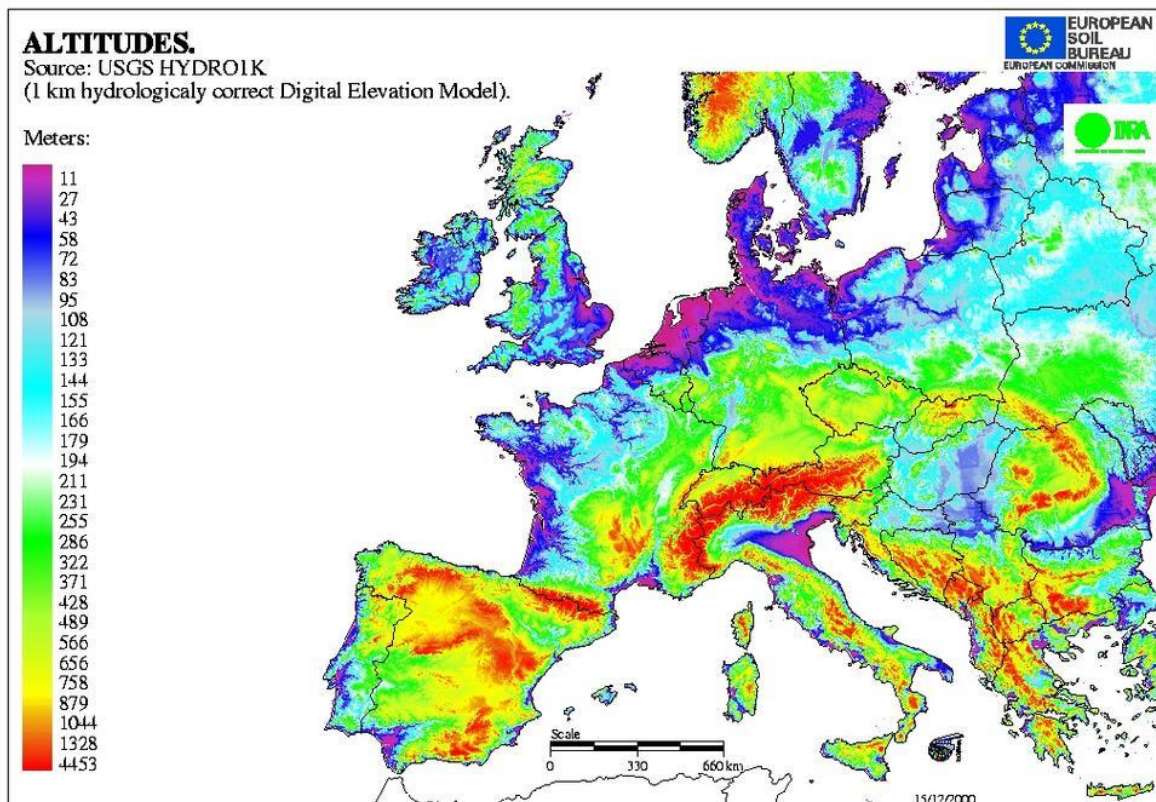 ALTITUDES.
Source: USGS HYDRO1K
(1 km hydrologicaly correct Digital Elevation Model).
EUROPEAN
SOIL
BUREAU
EUROPEAN COMMISSION
INRA
Meters:
11
27
43
58
72
83
95
108
121
133
144
155
166
179
194
211
231
255
286
322
371
428
489
566
656
758
879
1044
1328
4453
Scale
0 330 660 km
15/12/2000